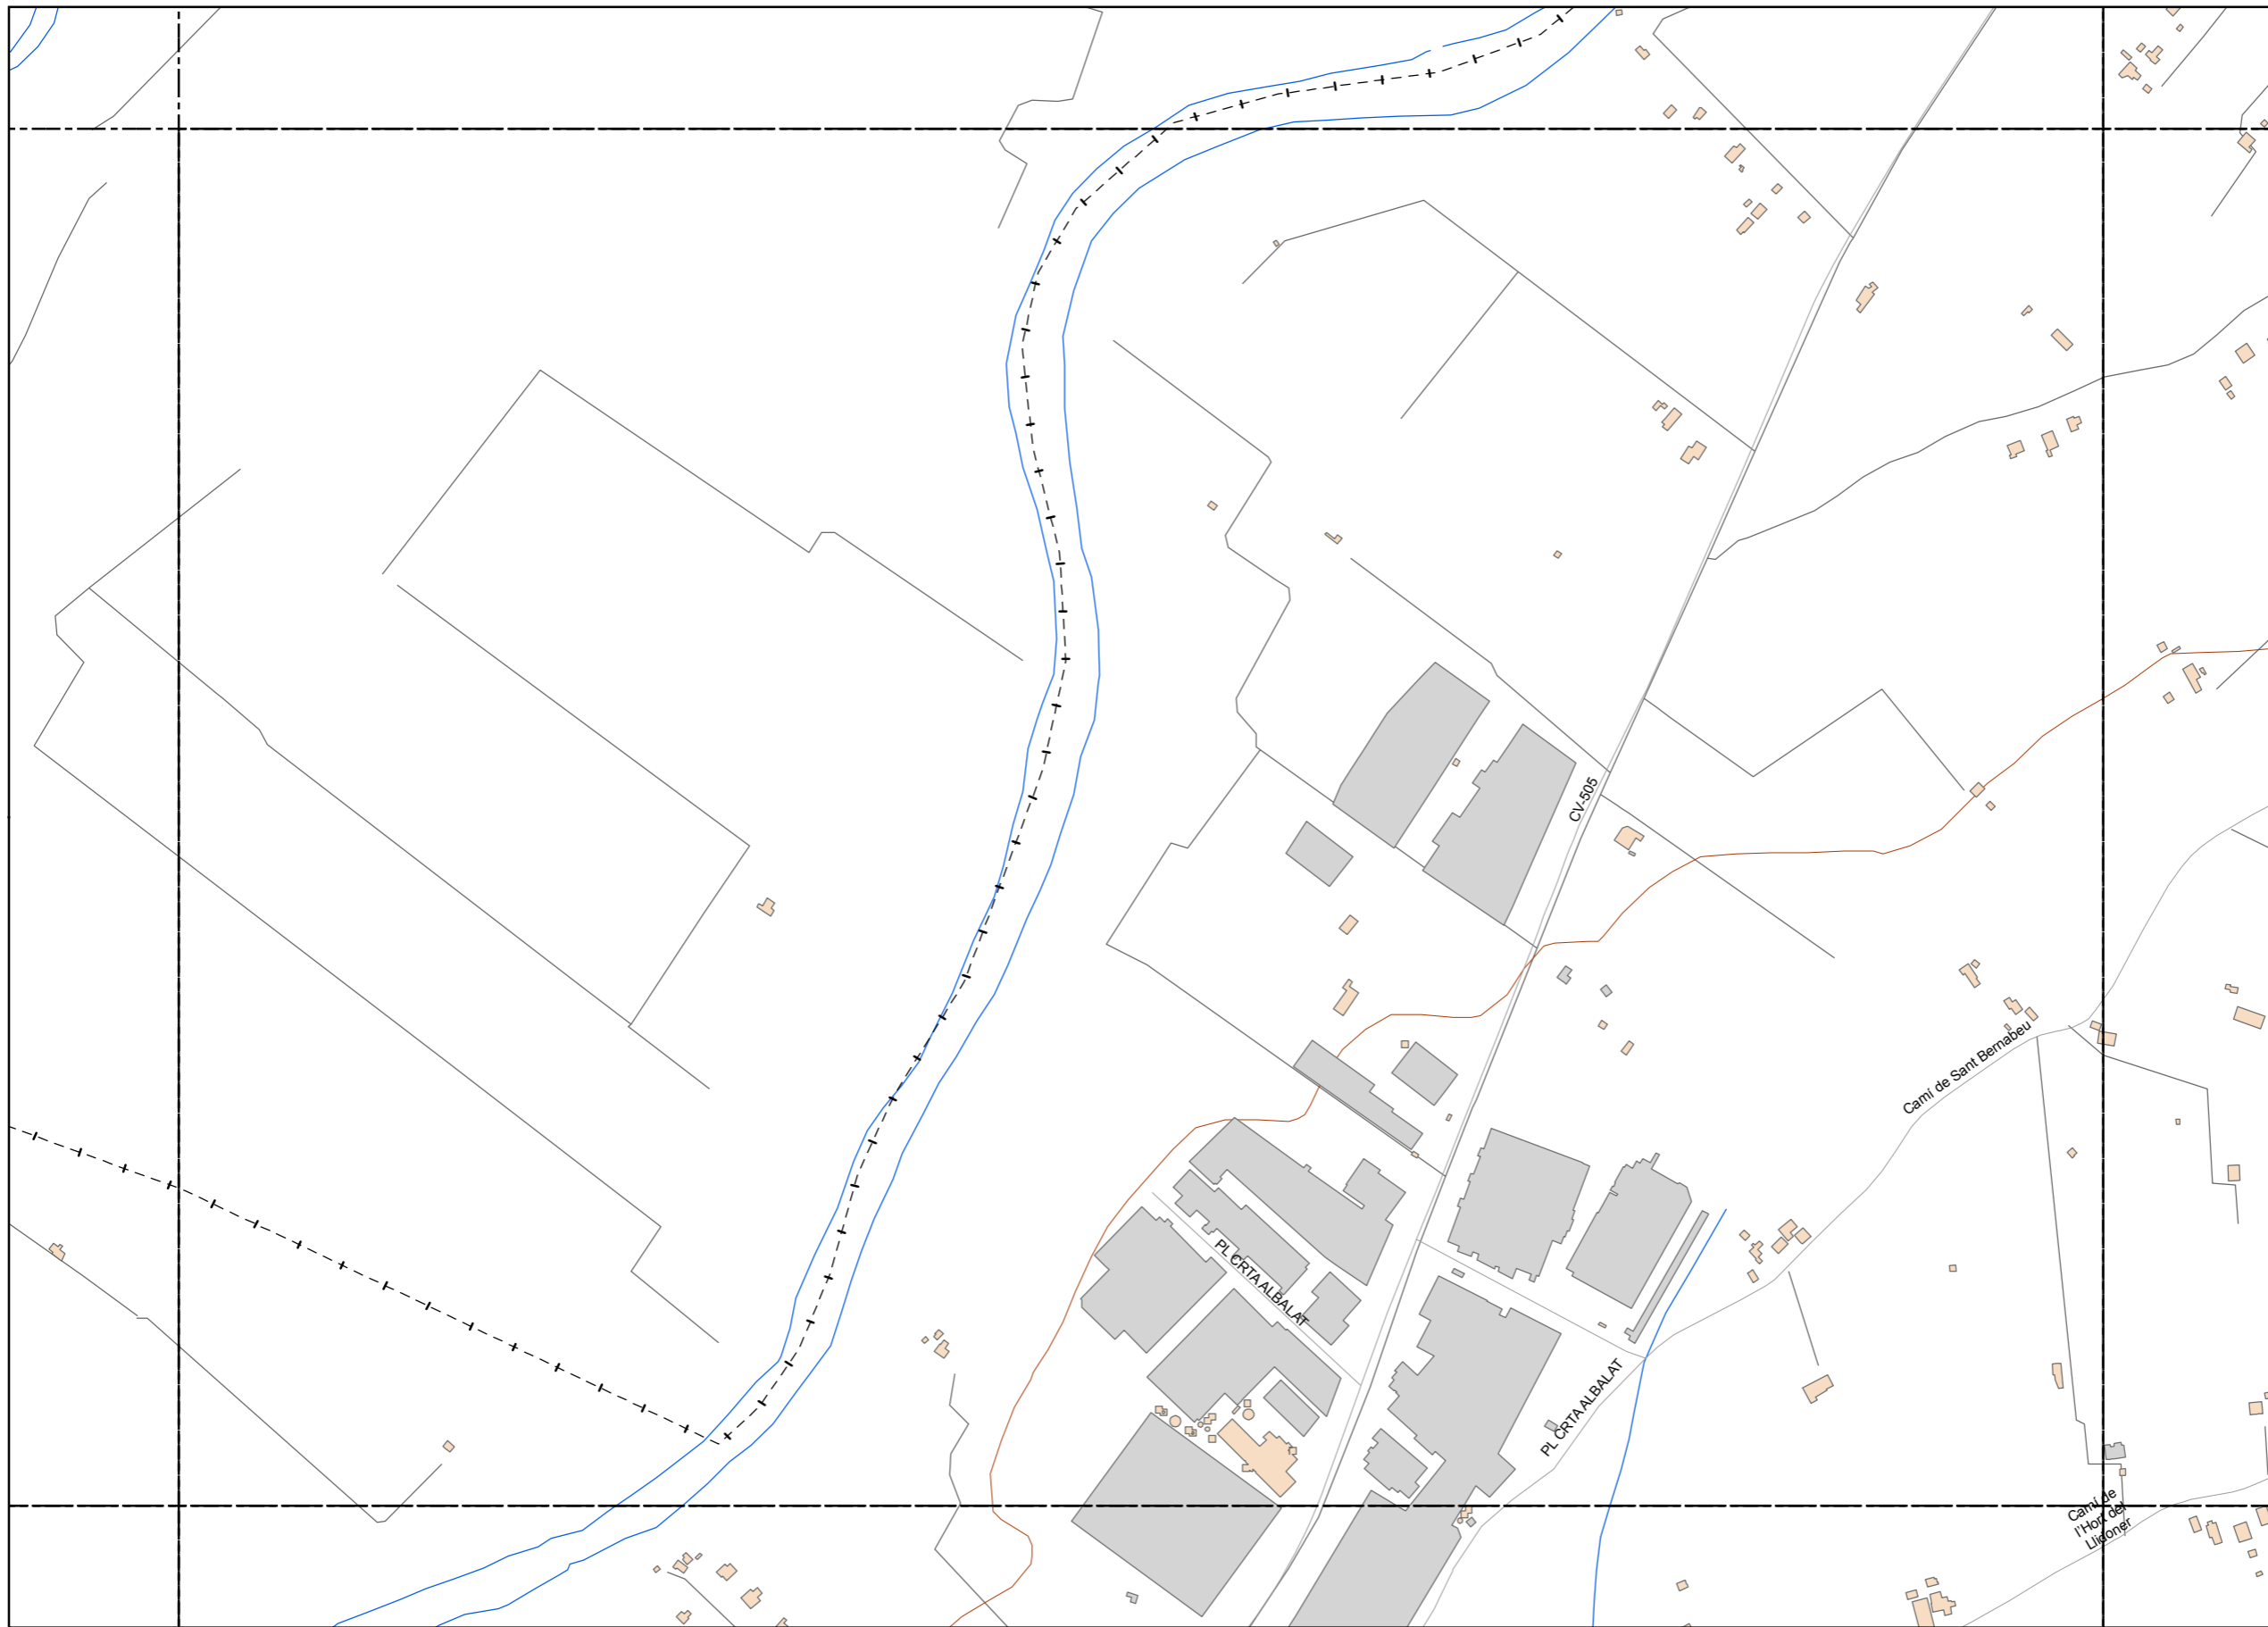 CV-505
Camí de Sant Bernabeu
PL CRTA ALBALAT
PL CRTA ALBALAT
Camí de
l'Hort del
Llidoner